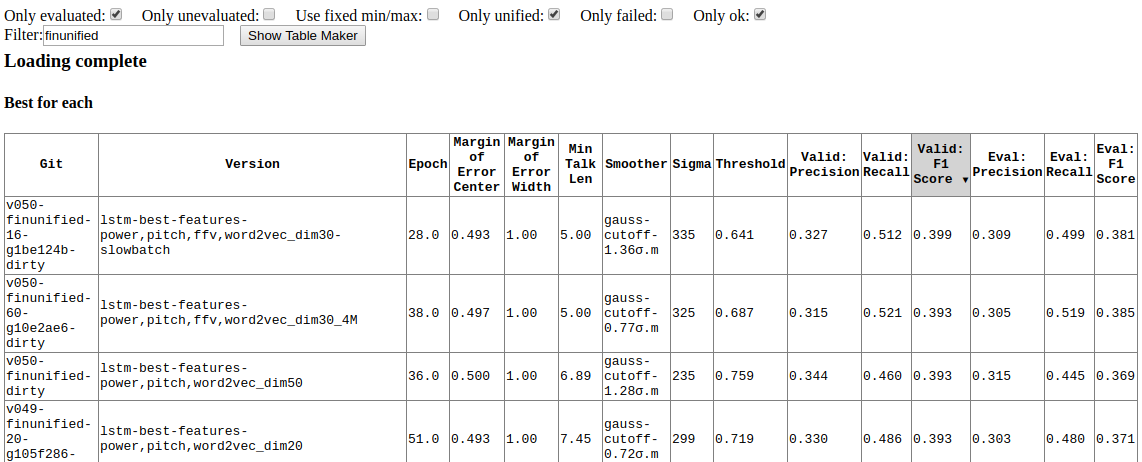 Only evaluated: Only unevaluated: Use fixed min/max: Only unified: Only failed: Only ok:
Filter: finunified Show Table Maker
Loading complete
Best for each
Git Version Epoch Margin of Error Center Margin of Error Width Min Talk Len Smoother Sigma Threshold Valid: Precision Valid: Recall Valid: F1 Score ▼ Eval: Precision Eval: Recall Eval: F1 Score
v050-finunified-16-g1be124b-dirty lstm-best-features-power,pitch,ffv,word2vec_dim30-slowbatch 28.0 0.493 1.00 5.00 gauss-cutoff-1.36σ.m 335 0.641 0.327 0.512 0.399 0.309 0.499 0.381
v050-finunified-60-g10e2ae6-dirty lstm-best-features-power,pitch,ffv,word2vec_dim30_4M 38.0 0.497 1.00 5.00 gauss-cutoff-0.77σ.m 325 0.687 0.315 0.521 0.393 0.305 0.519 0.385
v050-finunified-dirty lstm-best-features-power,pitch,word2vec_dim50 36.0 0.500 1.00 6.89 gauss-cutoff-1.28σ.m 235 0.759 0.344 0.460 0.393 0.315 0.445 0.369
v049-finunified-20-g105f286- lstm-best-features-power,pitch,word2vec_dim20 51.0 0.493 1.00 7.45 gauss-cutoff-0.72σ.m 299 0.719 0.330 0.486 0.393 0.303 0.480 0.371